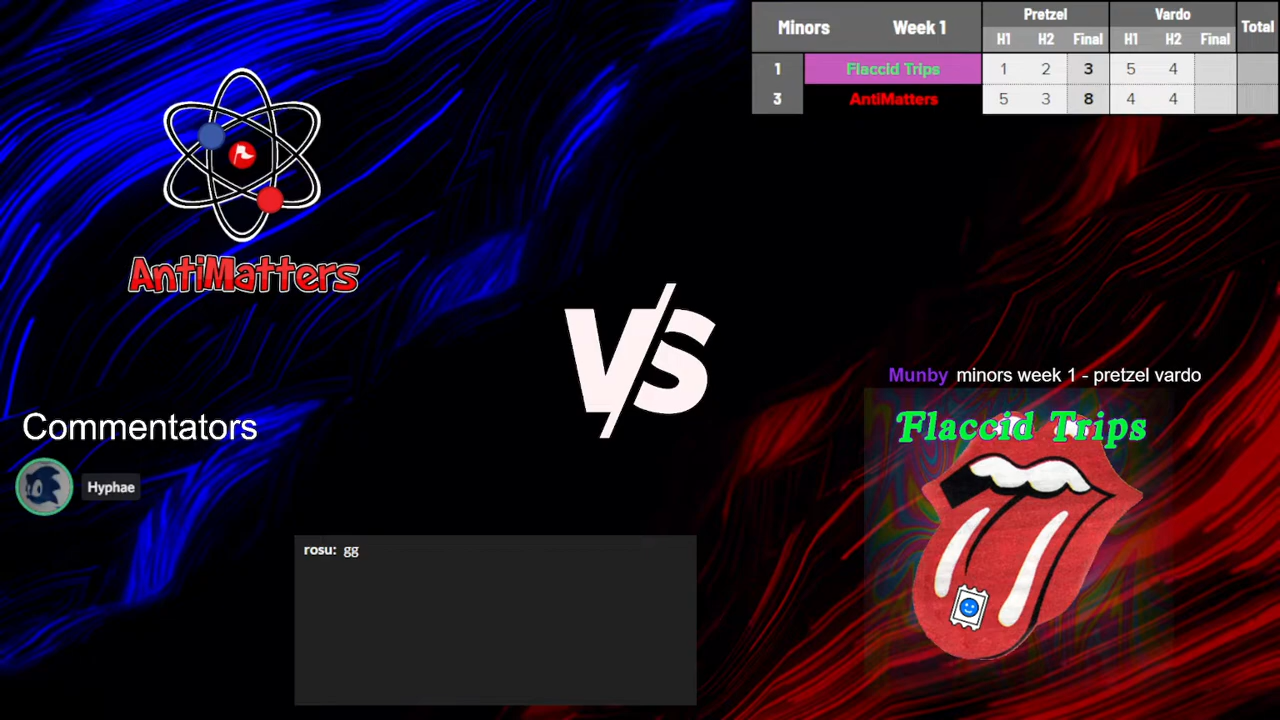 Minors Week 1 Pretzel Vardo Total
H1 H2 Final H1 H2 Final
1 Flaccid Trips 1 2 3 5 4
3 AntiMatters 5 3 8 4 4
AntiMatters
VS
Munby minors week 1 - pretzel vardo
Flaccid Trips
Commentators
Hyphae
rosu: gg